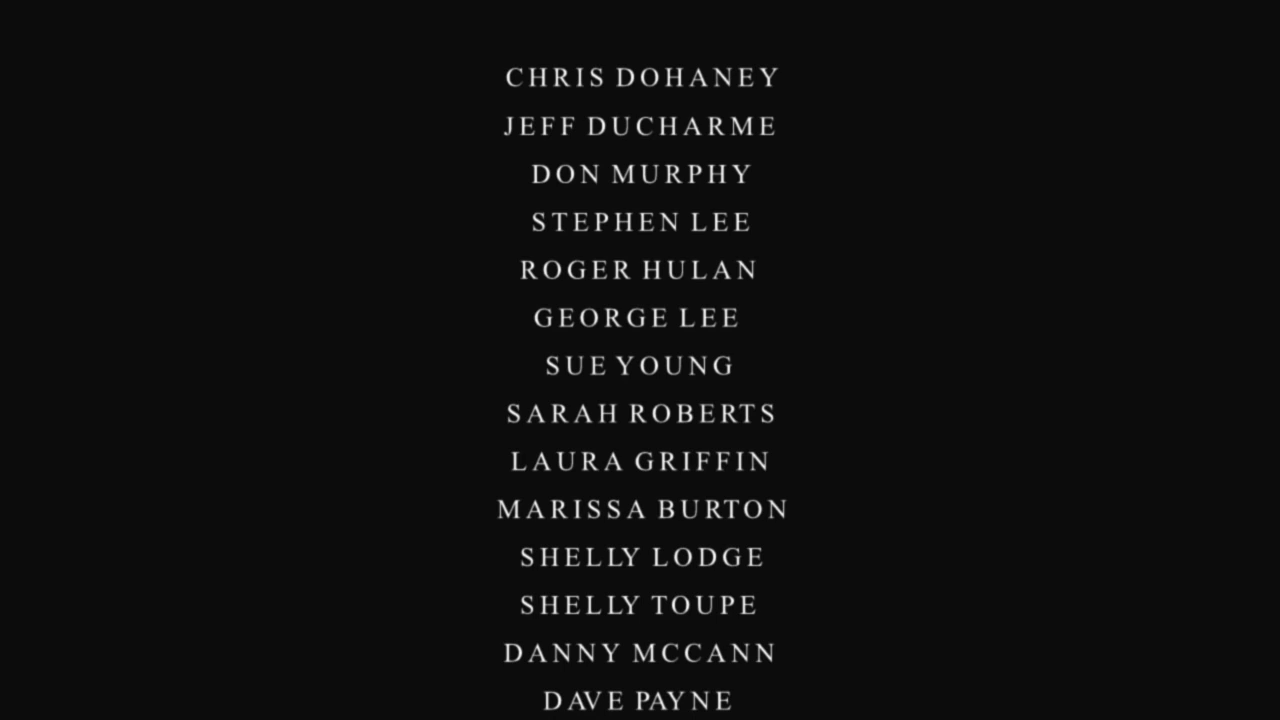 CHRIS DOHANEY
JEFF DUCHARME
DON MURPHY
STEPHEN LEE
ROGER HULAN
GEORGE LEE
SUE YOUNG
SARAH ROBERTS
LAURA GRIFFIN
MARISSA BURTON
SHELLY LODGE
SHELLY TOUPE
DANNY MCCANN
DAVE PAYNE